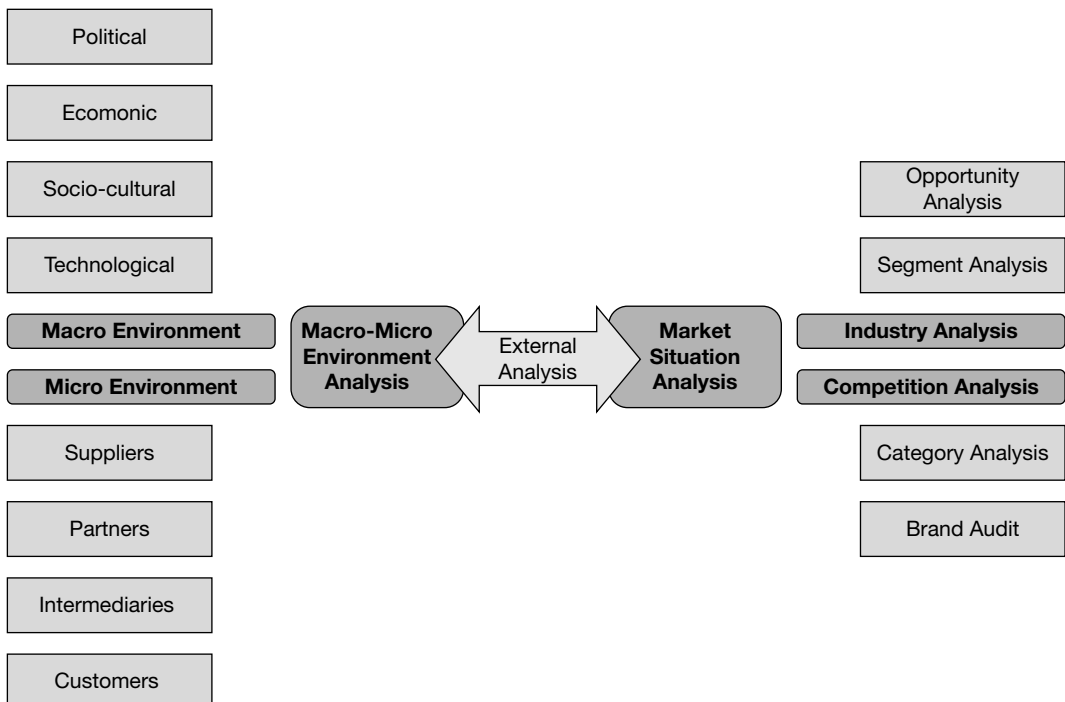 Political
Ecomonic
Socio-cultural
Technological
Macro Environment
Micro Environment
Suppliers
Partners
Intermediaries
Customers
Macro-Micro
Environment
Analysis
External
Analysis
Market
Situation
Analysis
Opportunity
Analysis
Segment Analysis
Industry Analysis
Competition Analysis
Category Analysis
Brand Audit